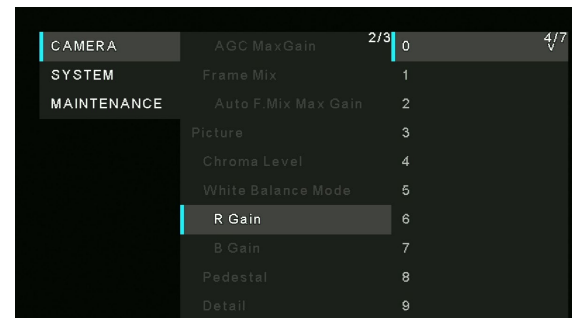 CAMERA
SYSTEM
MAINTENANCE
2/3
AGC MaxGain
Frame Mix
Auto F.Mix Max Gain
Picture
Chroma Level
White Balance Mode
R Gain
B Gain
Pedestal
Detail
4/7
0
1
2
3
4
5
6
7
8
9